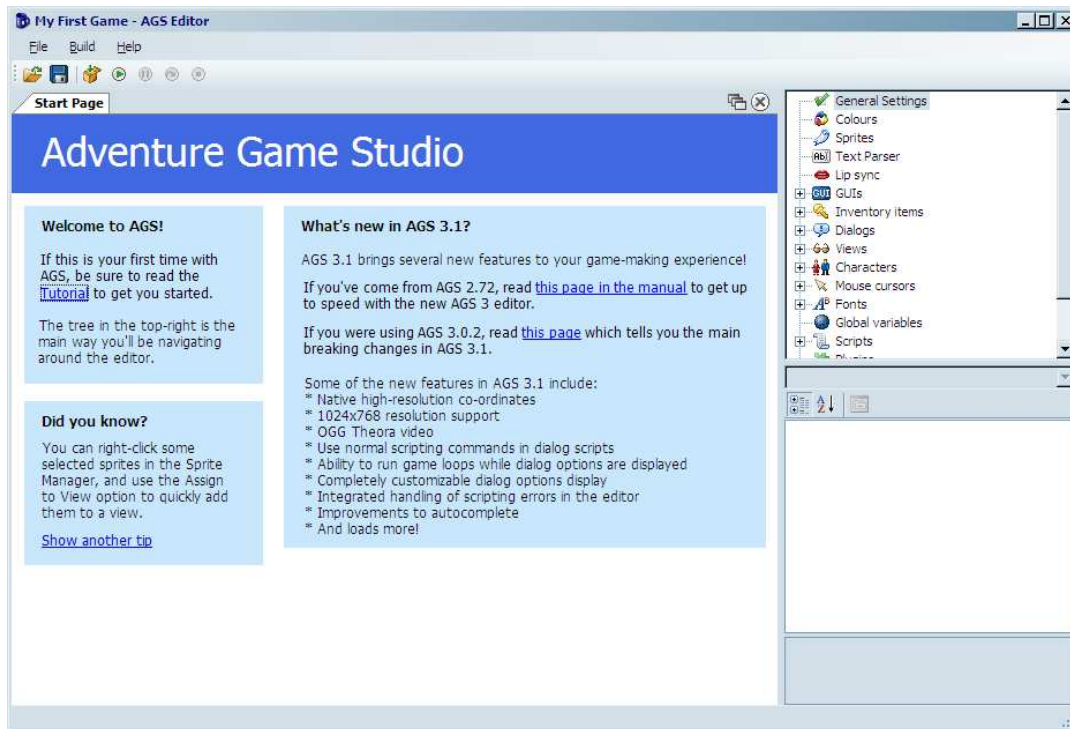 My First Game - AGS Editor
File Build Help
Start Page
Adventure Game Studio
Welcome to AGS!
If this is your first time with
AGS, be sure to read the
Tutorial to get you started.
The tree in the top-right is the
main way you'll be navigating
around the editor.
Did you know?
You can right-click some
selected sprites in the Sprite
Manager, and use the Assign
to View option to quickly add
them to a view.
Show another tip
What's new in AGS 3.1?
AGS 3.1 brings several new features to your game-making experience!
If you've come from AGS 2.72, read this page in the manual to get up
to speed with the new AGS 3 editor.
If you were using AGS 3.0.2, read this page which tells you the main
breaking changes in AGS 3.1.
Some of the new features in AGS 3.1 include:
* Native high-resolution co-ordinates
* 1024x768 resolution support
* OGG Theora video
* Use normal scripting commands in dialog scripts
* Ability to run game loops while dialog options are displayed
* Completely customizable dialog options display
* Integrated handling of scripting errors in the editor
* Improvements to autocomplete
* And loads more!
General Settings
Colours
Sprites
Ab Text Parser
Lip sync
GUI GUIs
Inventory items
Dialogs
Views
Characters
Mouse cursors
Fonts
Global variables
Scripts
Plugins